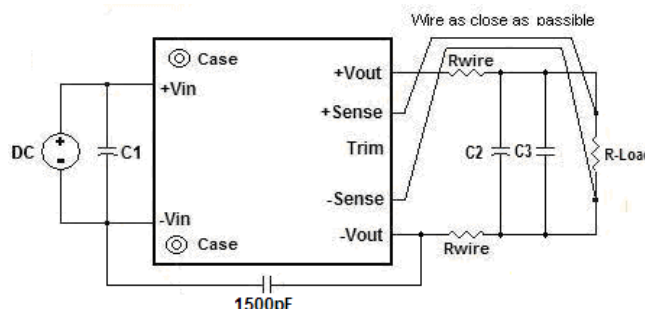 Wire as close as passible
Case
+Vout
Rwire
+Vin
+Sense
DC
C1
Trim
C2
C3
R-Load
-Sense
-Vin
-Vout
Case
Rwire
1500pF